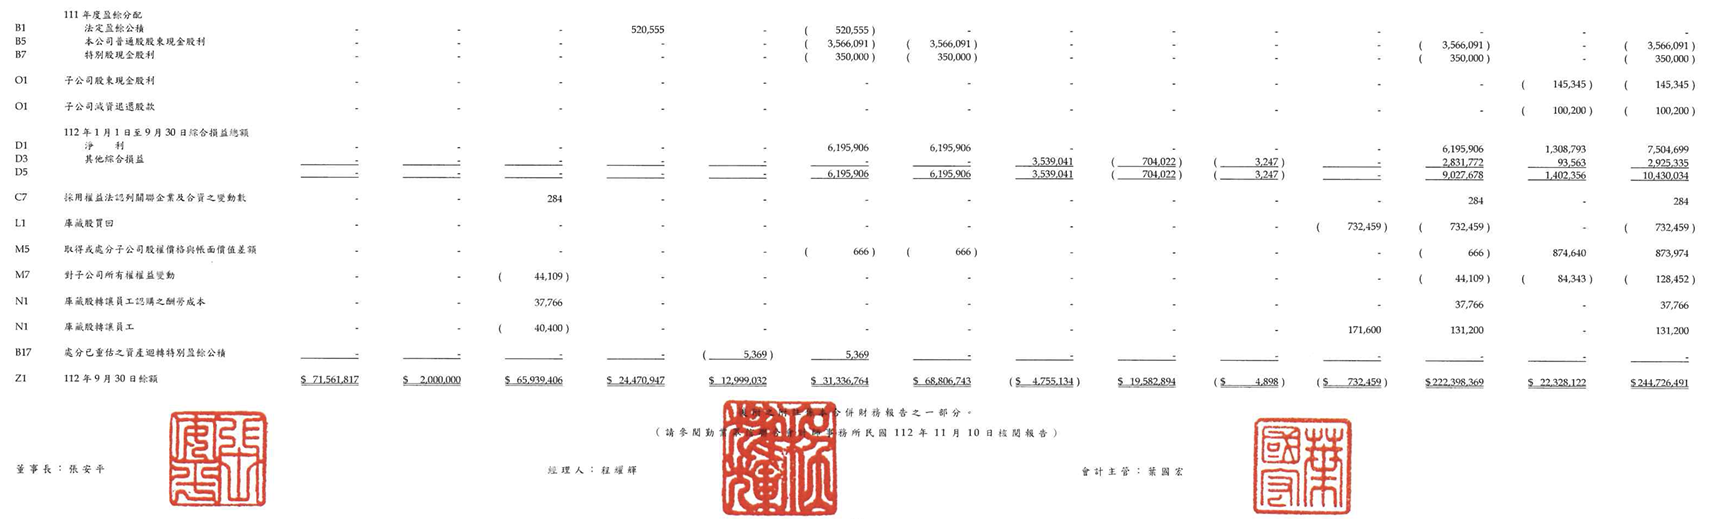 111 年度盈餘分配
B1 法定盈餘公積 - - - 520,555 - ( 520,555 ) - - - - - - - -
B5 本公司普通股股東現金股利 - - - - - ( 3,566,091 ) ( 3,566,091 ) - - - - ( 3,566,091 ) - ( 3,566,091 )
B7 特別股現金股利 - - - - - ( 350,000 ) ( 350,000 ) - - - - ( 350,000 ) - ( 350,000 )
O1 子公司股東現金股利 - - - - - - - - - - - - ( 145,345 ) ( 145,345 )
O1 子公司減資退還股款 - - - - - - - - - - - - ( 100,200 ) ( 100,200 )
112 年 1 月 1 日至 9 月 30 日綜合損益總額
D1 淨 利 - - - - - 6,195,906 6,195,906 - - - - 6,195,906 1,308,793 7,504,699
D3 其他綜合損益 - - - - - - - 3,539,041 ( 704,022 ) ( 3,247 ) - 2,831,772 93,563 2,925,335
D5 - - - - - 6,195,906 6,195,906 3,539,041 ( 704,022 ) ( 3,247 ) - 9,027,678 1,402,356 10,430,034
C7 採用權益法認列關聯企業及合資之變動數 - - 284 - - - - - - - - 284 - 284
L1 庫藏股買回 - - - - - - - - - - ( 732,459 ) ( 732,459 ) - ( 732,459 )
M5 取得或處分子公司股權價格與帳面價值差額 - - - - - ( 666 ) ( 666 ) - - - - ( 666 ) 874,640 873,974
M7 對子公司所有權權益變動 - - ( 44,109 ) - - - - - - - - ( 44,109 ) ( 84,343 ) ( 128,452 )
N1 庫藏股轉讓員工認購之酬勞成本 - - 37,766 - - - - - - - - 37,766 - 37,766
N1 庫藏股轉讓員工 - - ( 40,400 ) - - - - - - - 171,600 131,200 - 131,200
B17 處分已重估之資產迴轉特別盈餘公積 - - - - ( 5,369 ) 5,369 - - - - - - - -
Z1 112 年 9 月 30 日餘額 $ 71,561,817 $ 2,000,000 $ 65,939,406 $ 24,470,947 $ 12,999,032 $ 31,336,764 $ 68,806,743 ( $ 4,755,134 ) $ 19,582,894 ( $ 4,898 ) ( $ 732,459 ) $222,398,369 $ 22,328,122 $244,726,491
合併財務報告之一部分。
(請參閱勤業眾信聯合會計師事務所民國 112 年 11 月 10 日核閱報告)
董事長：張安平 經理人：程耀輝 會計主管：葉國宏